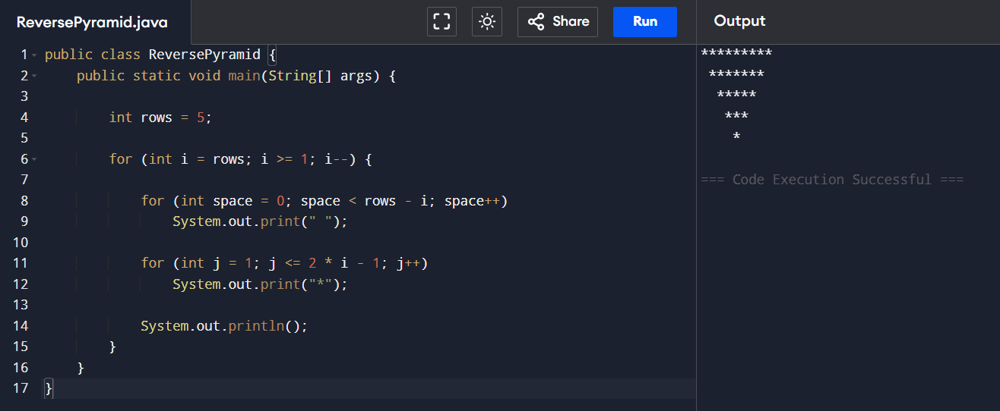 ReversePyramid.java
Share
Run
Output
1 public class ReversePyramid {
2     public static void main(String[] args) {
3
4         int rows = 5;
5
6         for (int i = rows; i >= 1; i--) {
7
8             for (int space = 0; space < rows - i; space++)
9                 System.out.print(" ");
10
11             for (int j = 1; j <= 2 * i - 1; j++)
12                 System.out.print("*");
13
14             System.out.println();
15         }
16     }
17 }
*********
 *******
  *****
   ***
    *
=== Code Execution Successful ===